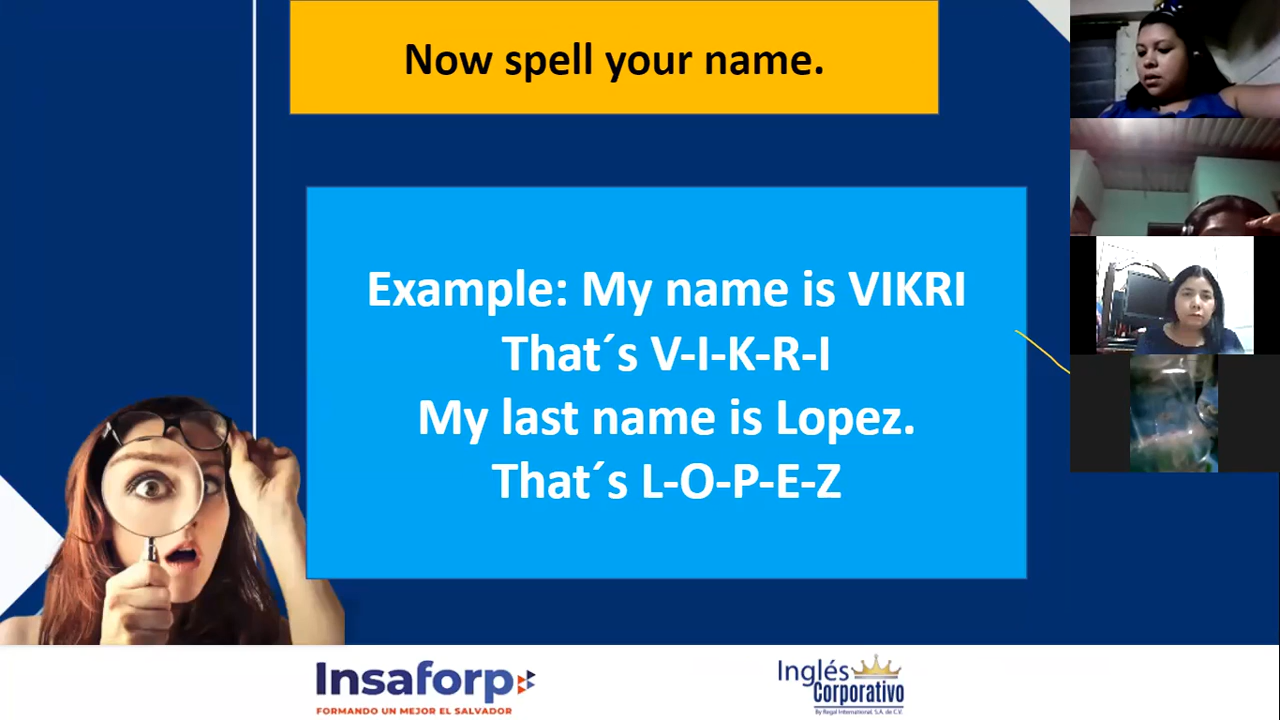 Now spell your name.
Example: My name is VIKRI
That´s V-I-K-R-I
My last name is Lopez.
That´s L-O-P-E-Z
Insaforp
FORMANDO UN MEJOR EL SALVADOR
Inglés
Corporativo
By Regal International, S.A. de C.V.